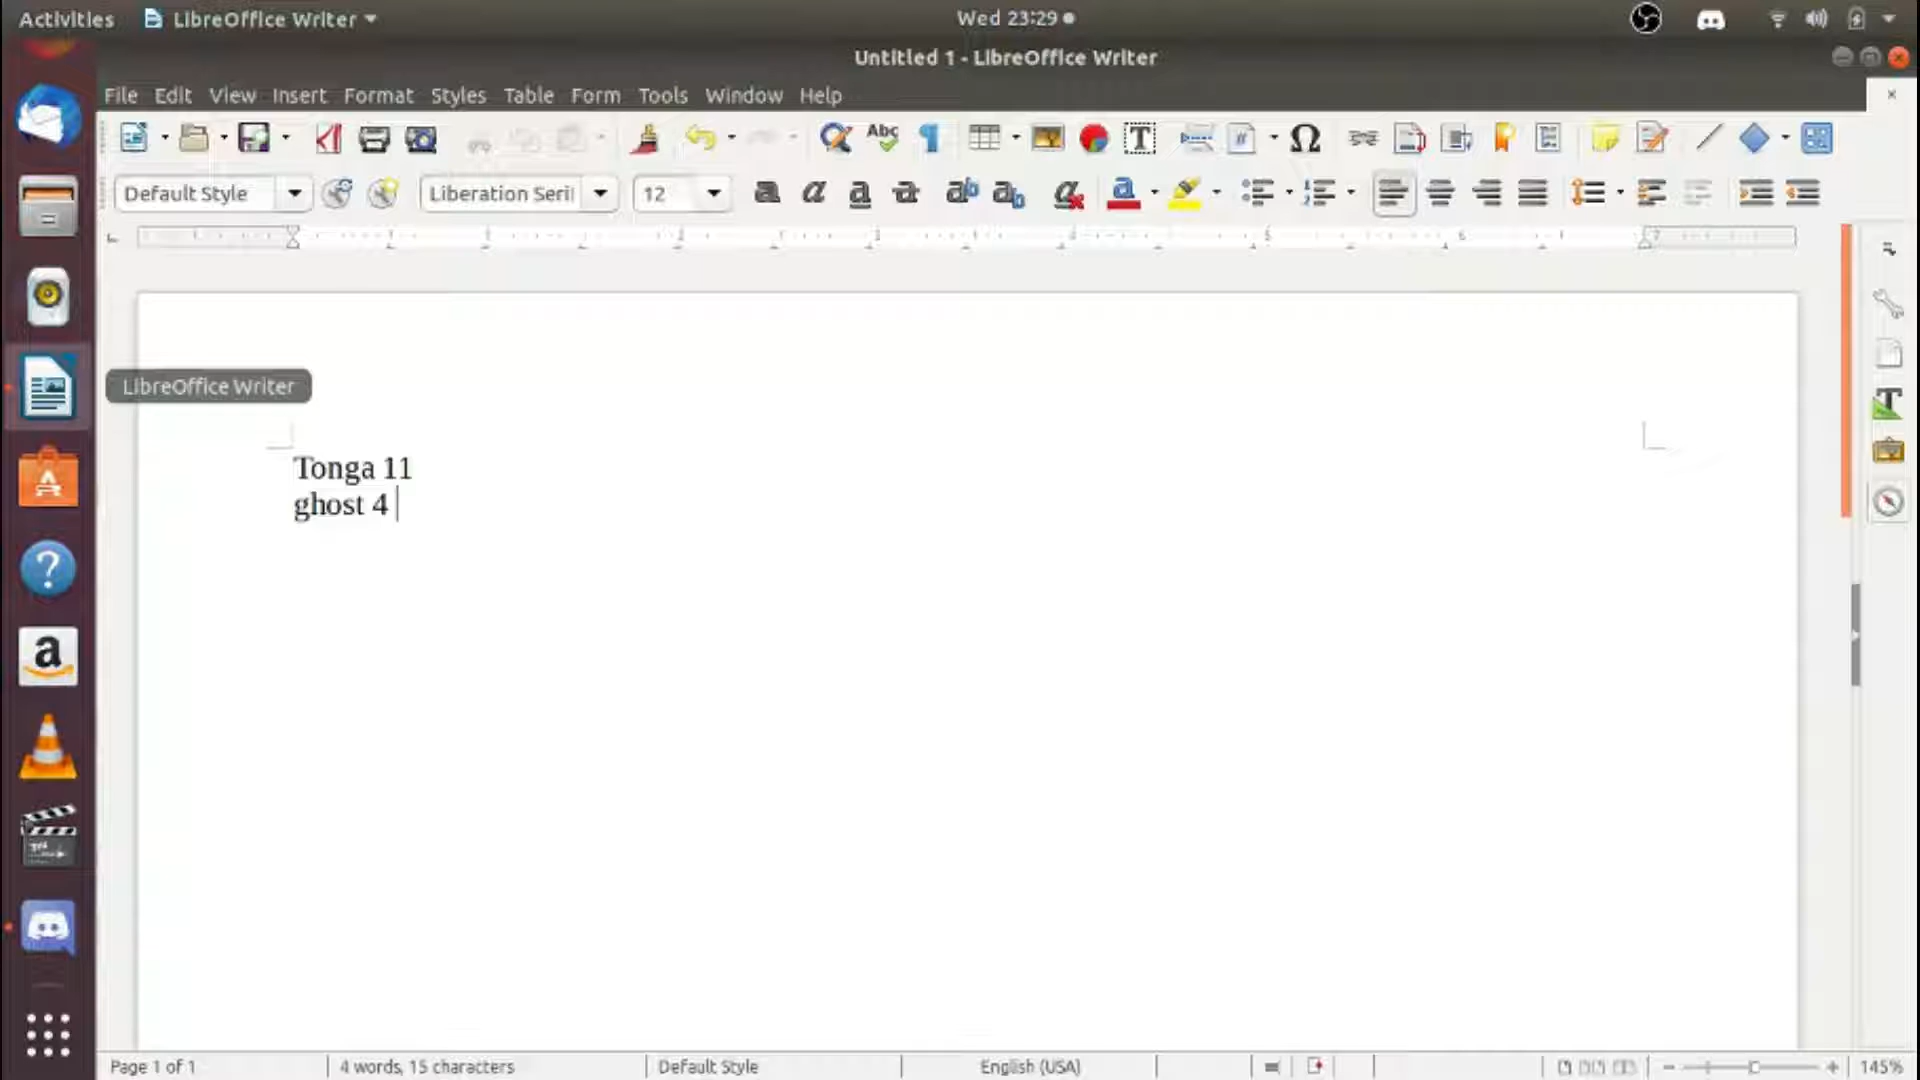 Activities LibreOffice Writer Wed 23:29
Untitled 1 - LibreOffice Writer
File Edit View Insert Format Styles Table Form Tools Window Help
Default Style Liberation Seri 12
LibreOffice Writer
Tonga 11
ghost 4
Page 1 of 1 4 words, 15 characters Default Style English (USA) 145%